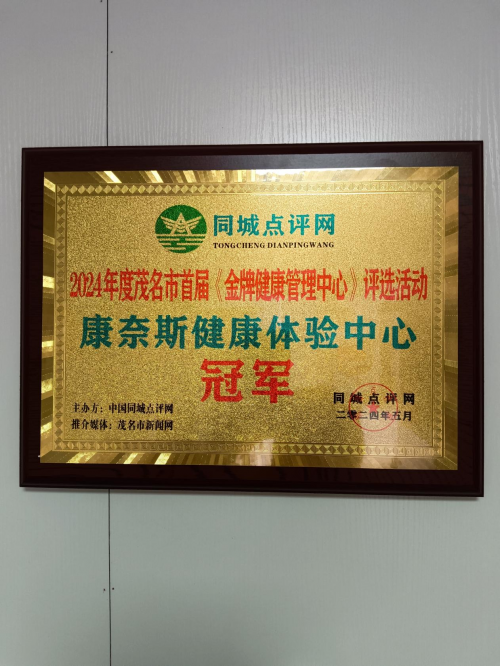 同城点评网
TONGCHENG DIANPINGWANG
2024年度茂名市首届《金牌健康管理中心》评选活动
康奈斯健康体验中心
冠军
主办方：中国同城点评网
推介媒体：茂名市新闻网
同城点评网
二零二四年五月